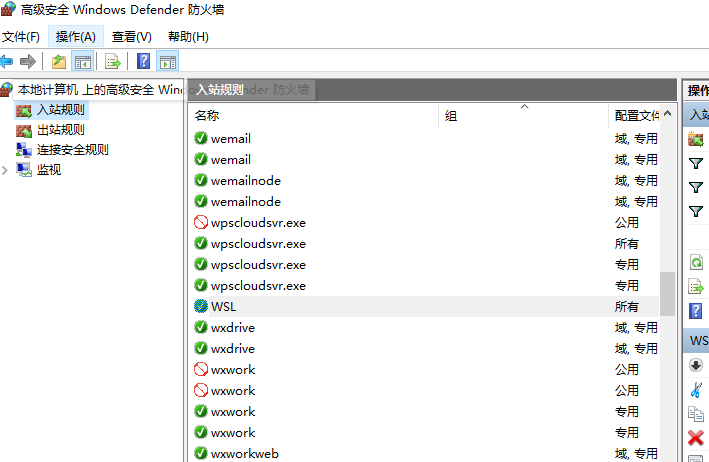 高级安全 Windows Defender 防火墙
文件(F) 操作(A) 查看(V) 帮助(H)
本地计算机 上的高级安全 Windows Defender 防火墙
入站规则
出站规则
连接安全规则
监视
入站规则
名称 组 配置文件
wemail 域, 专用
wemail 域, 专用
wemailnode 域, 专用
wemailnode 域, 专用
wpscloudsvr.exe 公用
wpscloudsvr.exe 所有
wpscloudsvr.exe 专用
wpscloudsvr.exe 专用
WSL 所有
wxdrive 域, 专用
wxdrive 域, 专用
wxwork 公用
wxwork 公用
wxwork 专用
wxwork 专用
wxworkweb 域, 专用
操作
入站
WSL